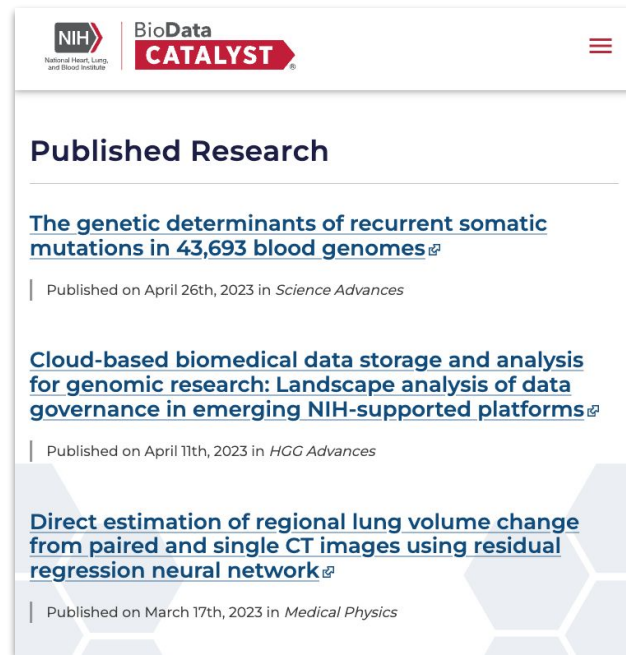 NIH
National Heart, Lung,
and Blood Institute
BioData
CATALYST
®
Published Research
The genetic determinants of recurrent somatic
mutations in 43,693 blood genomes
Published on April 26th, 2023 in Science Advances
Cloud-based biomedical data storage and analysis
for genomic research: Landscape analysis of data
governance in emerging NIH-supported platforms
Published on April 11th, 2023 in HGG Advances
Direct estimation of regional lung volume change
from paired and single CT images using residual
regression neural network
Published on March 17th, 2023 in Medical Physics